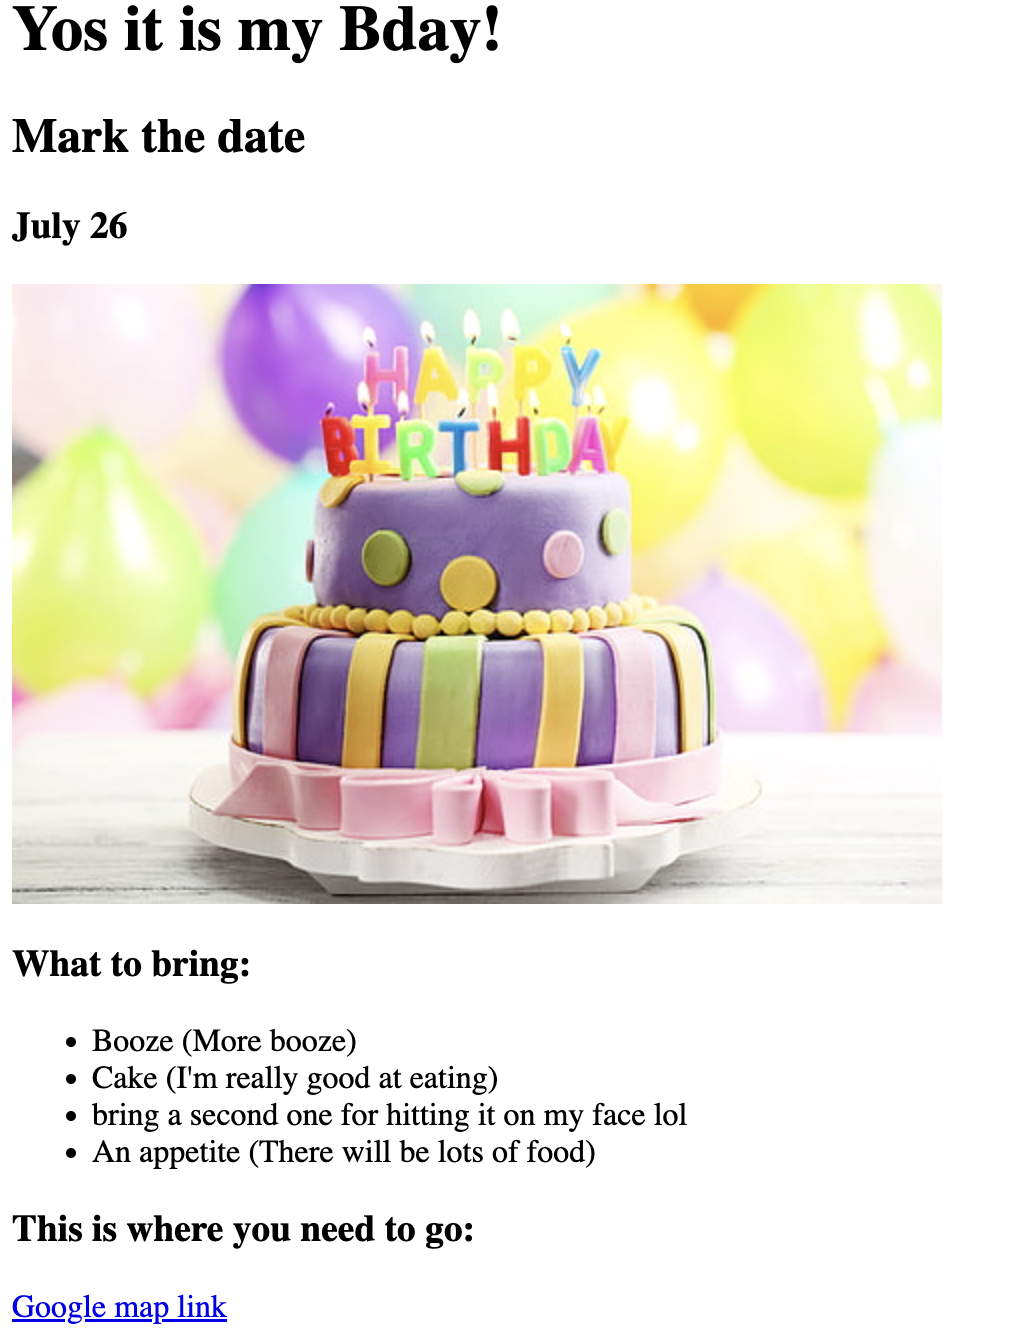 Yos it is my Bday!
Mark the date
July 26
HAPPY
BIRTHDAY
What to bring:
Booze (More booze)
Cake (I'm really good at eating)
bring a second one for hitting it on my face lol
An appetite (There will be lots of food)
This is where you need to go:
Google map link